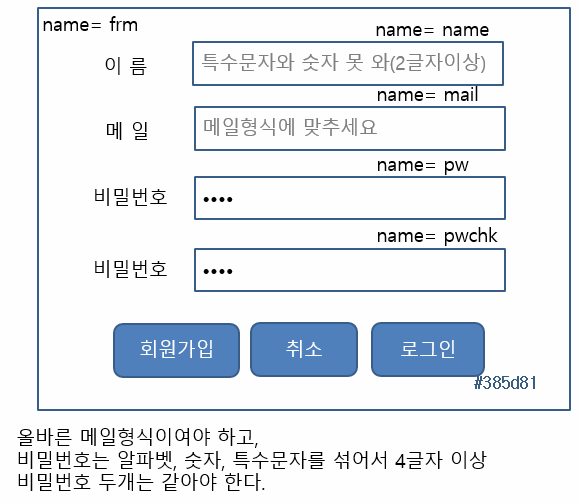 name= frm
name= name
이 름
특수문자와 숫자 못 와(2글자이상)
name= mail
메 일
메일형식에 맞추세요
name= pw
비밀번호
••••
name= pwchk
비밀번호
••••
회원가입
취소
로그인
#385d81
올바른 메일형식이여야 하고,
비밀번호는 알파벳, 숫자, 특수문자를 섞어서 4글자 이상
비밀번호 두개는 같아야 한다.